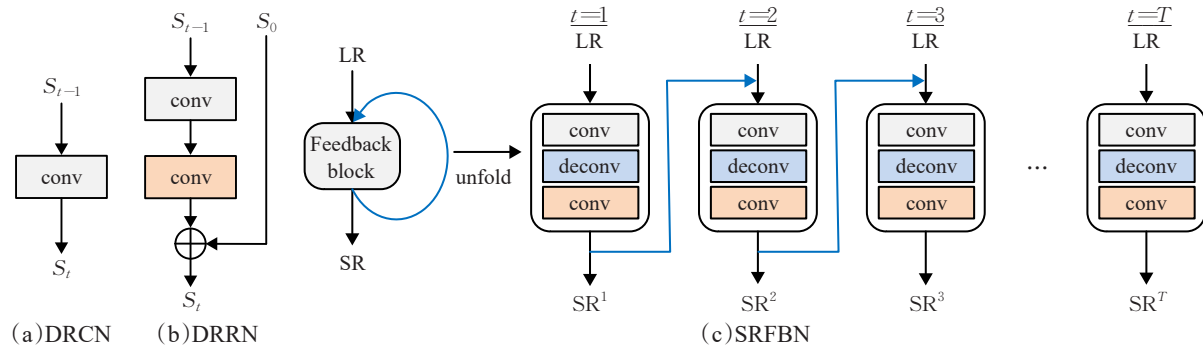 S_{t-1}
conv
S_t
(a)DRCN
S_{t-1} S_0
conv
conv
S_t
(b)DRRN
LR
Feedback
block
SR
unfold
t=1
LR
conv
deconv
conv
SR^1
t=2
LR
conv
deconv
conv
SR^2
t=3
LR
conv
deconv
conv
SR^3
...
t=T
LR
conv
deconv
conv
SR^T
(c)SRFBN